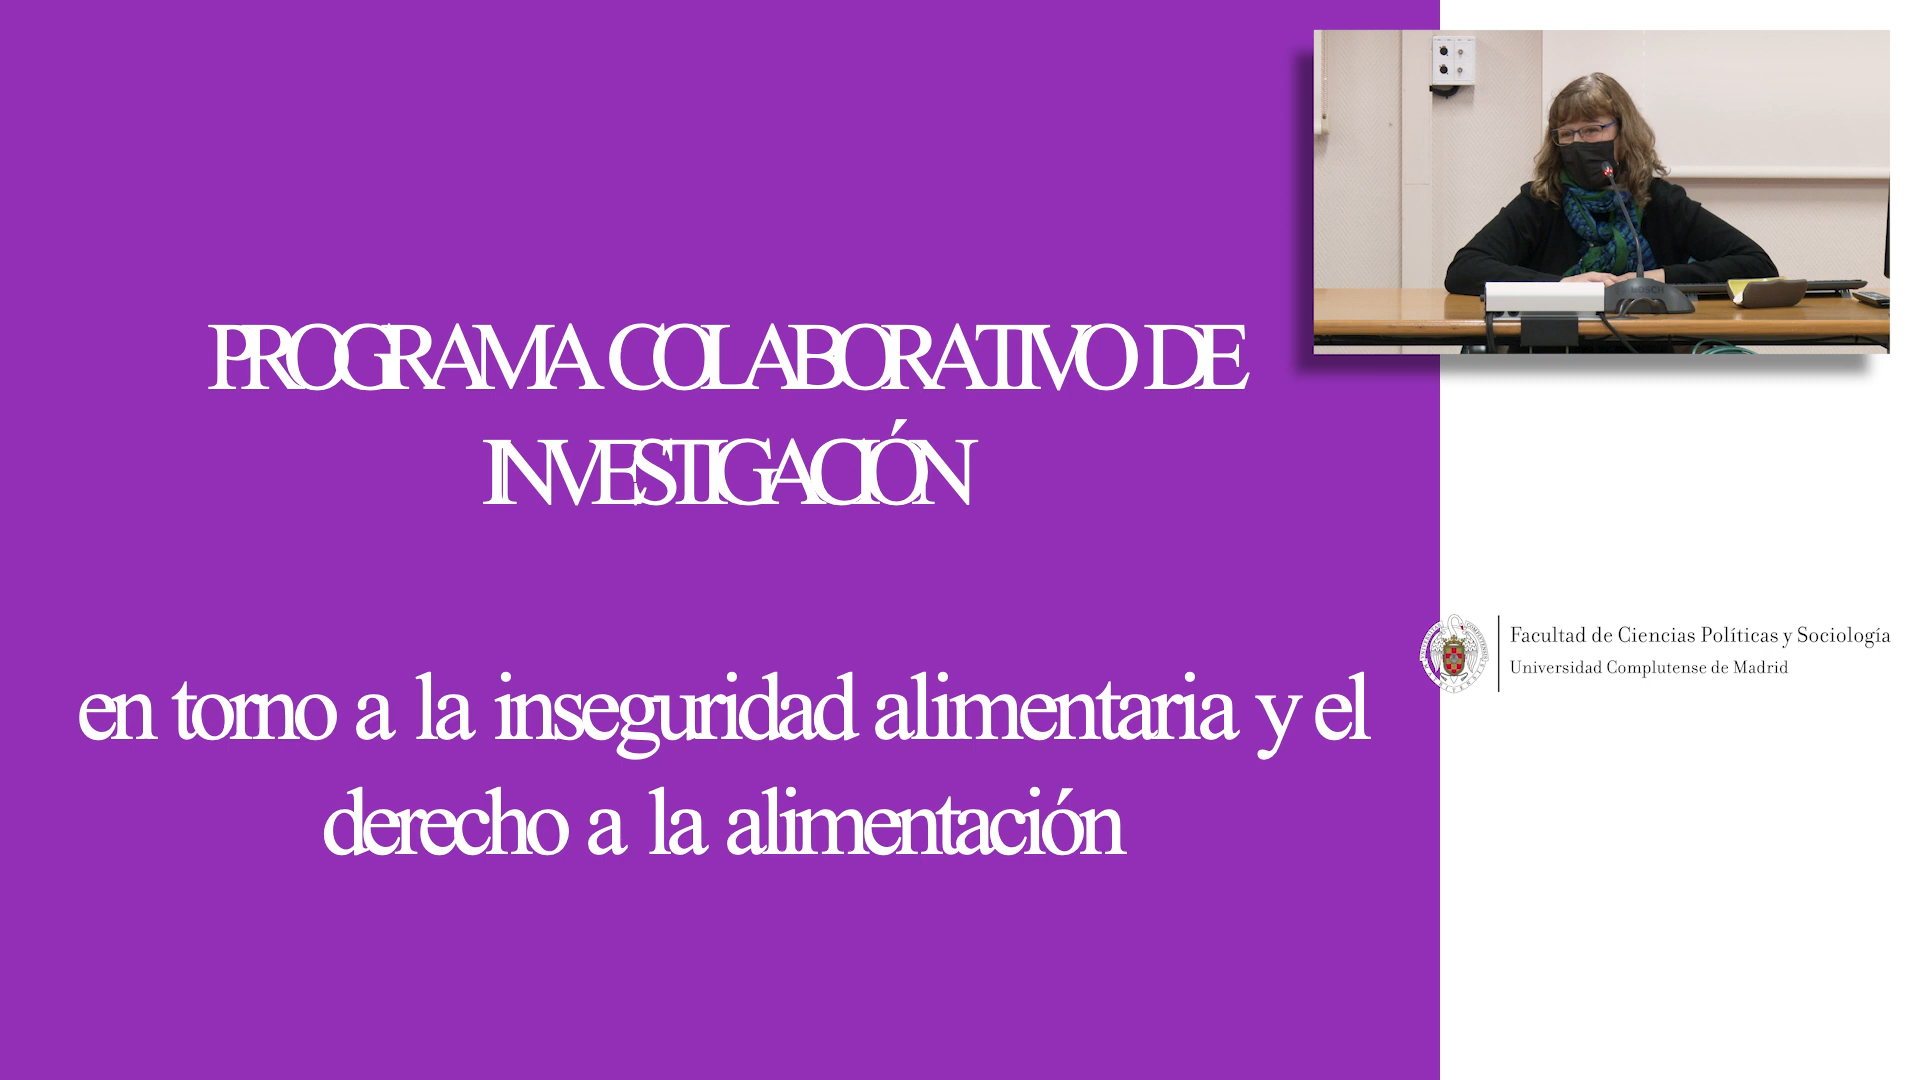 PROGRAMA COLABORATIVO DE
INVESTIGACIÓN
en torno a la inseguridad alimentaria y el
derecho a la alimentación
Facultad de Ciencias Políticas y Sociología
Universidad Complutense de Madrid